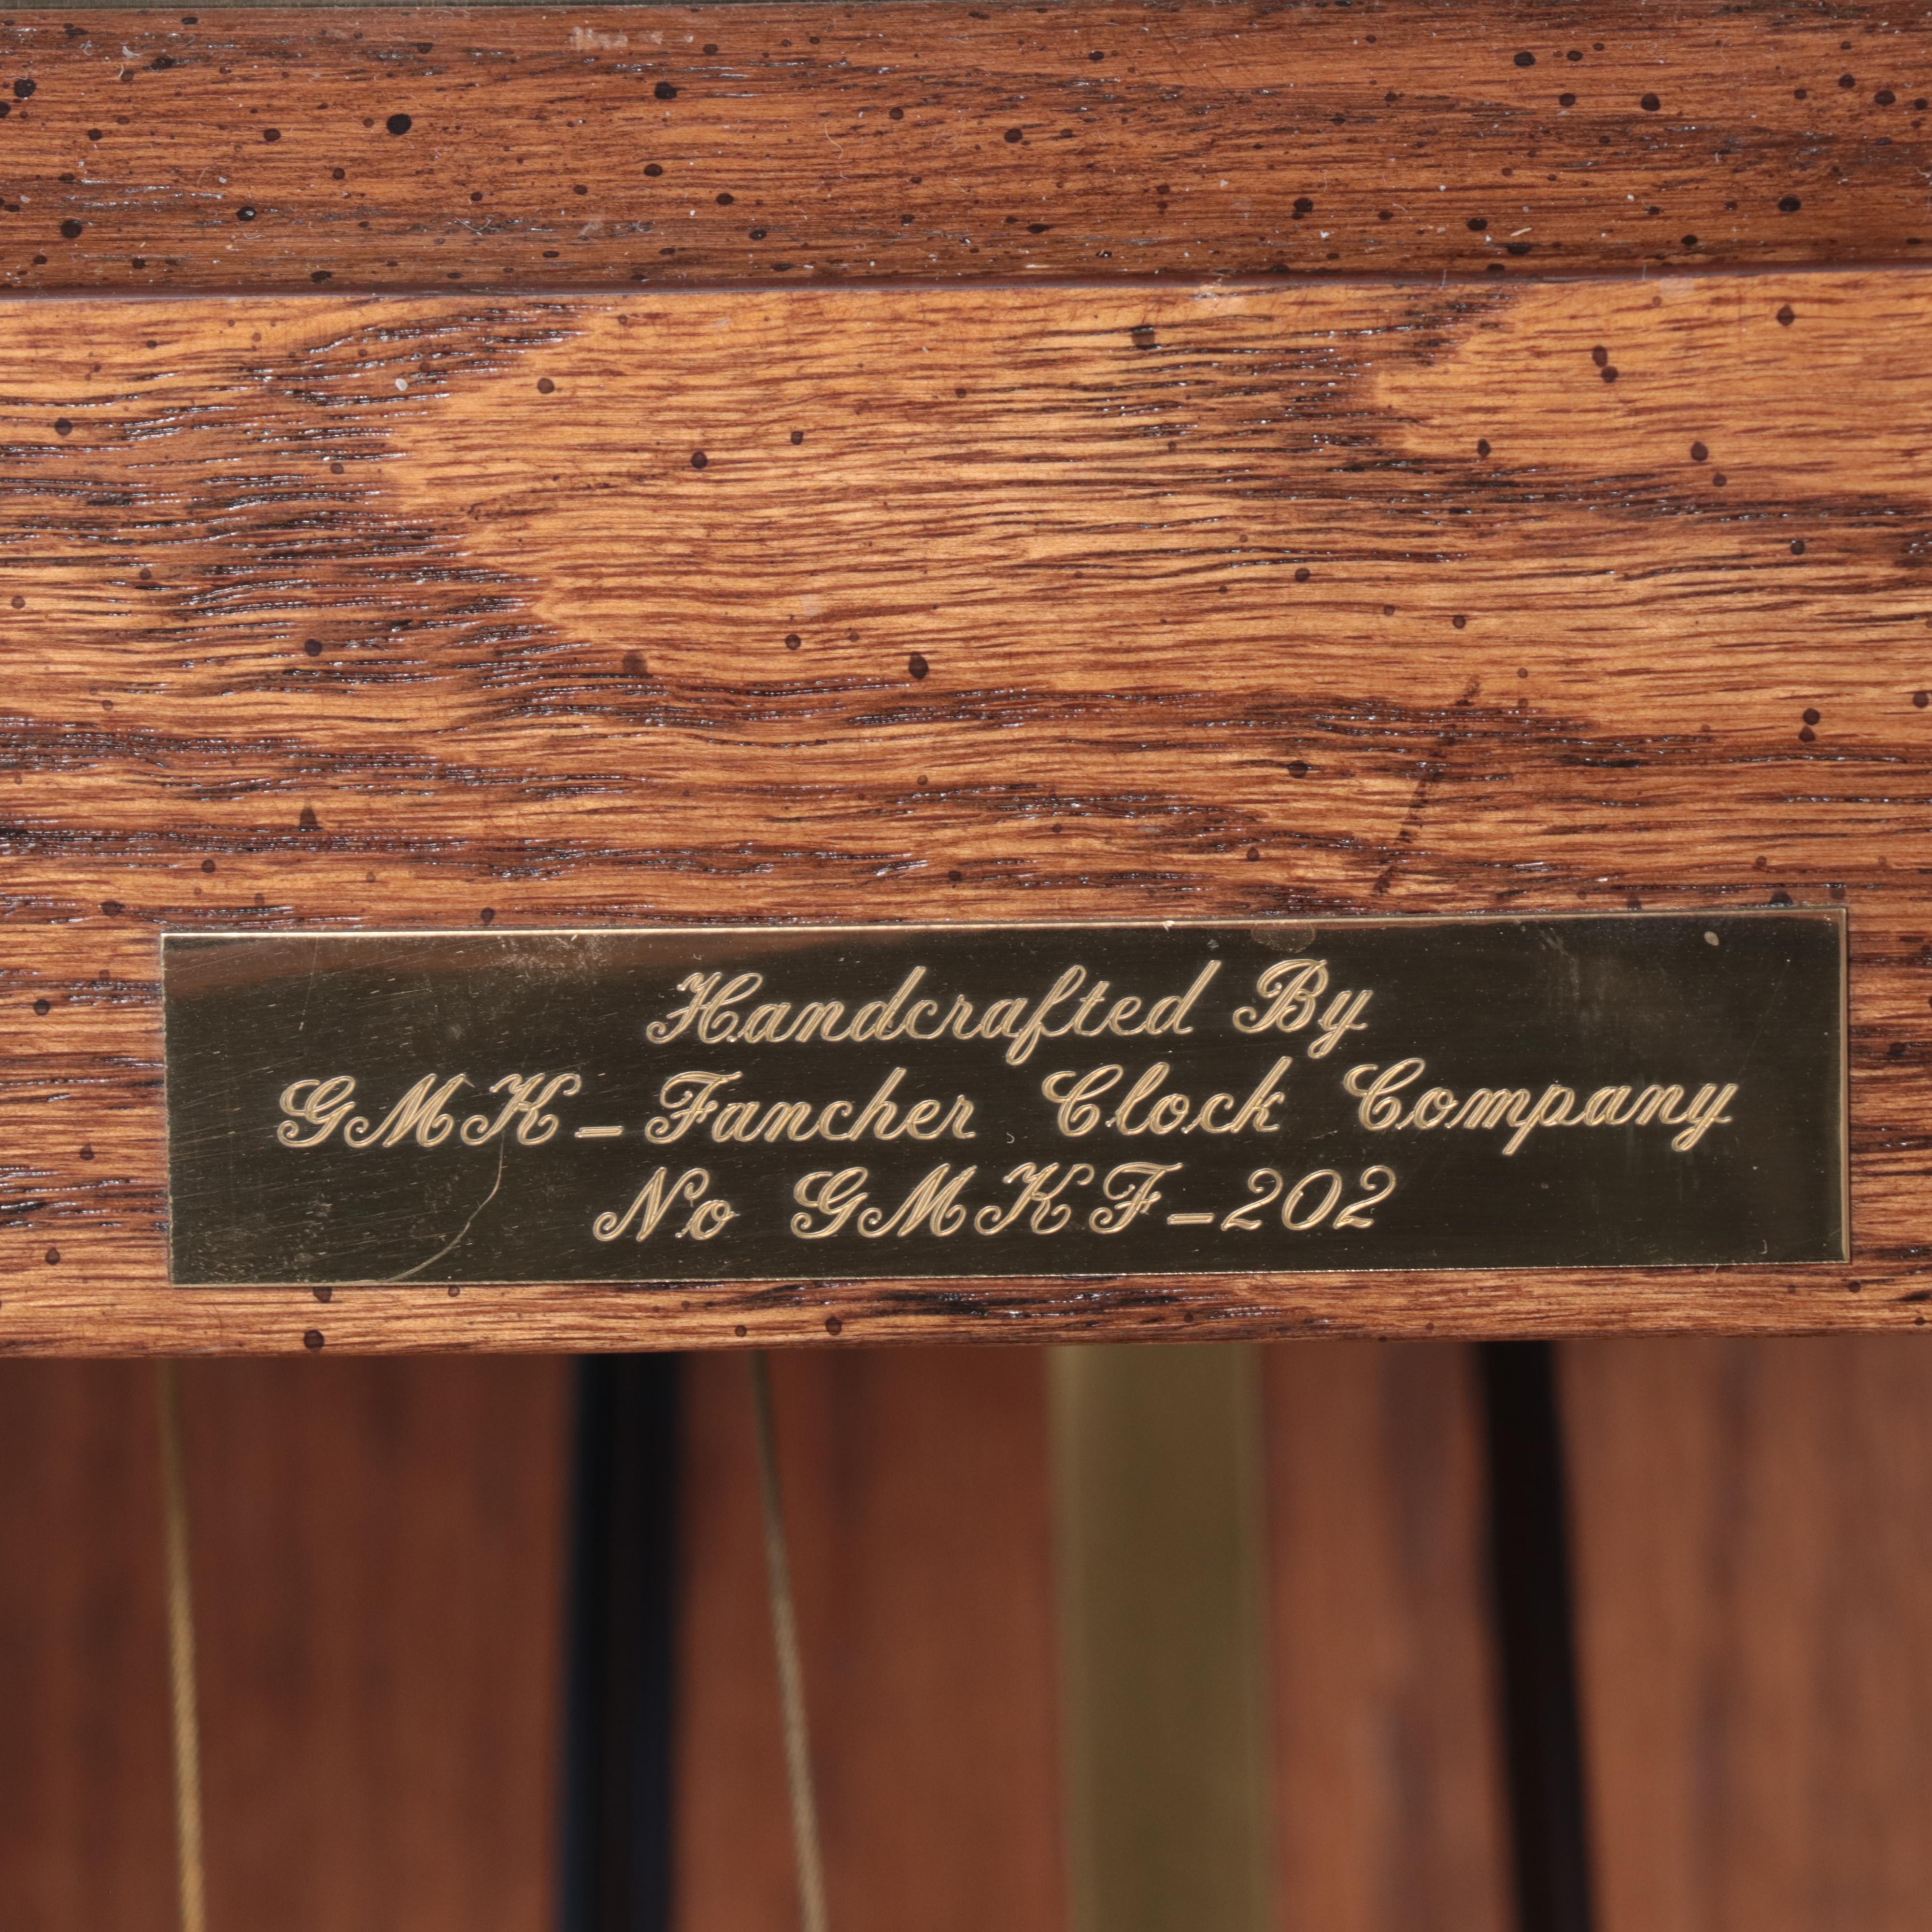 Handcrafted By
GMK-Fancher Clock Company
No GMKF-202